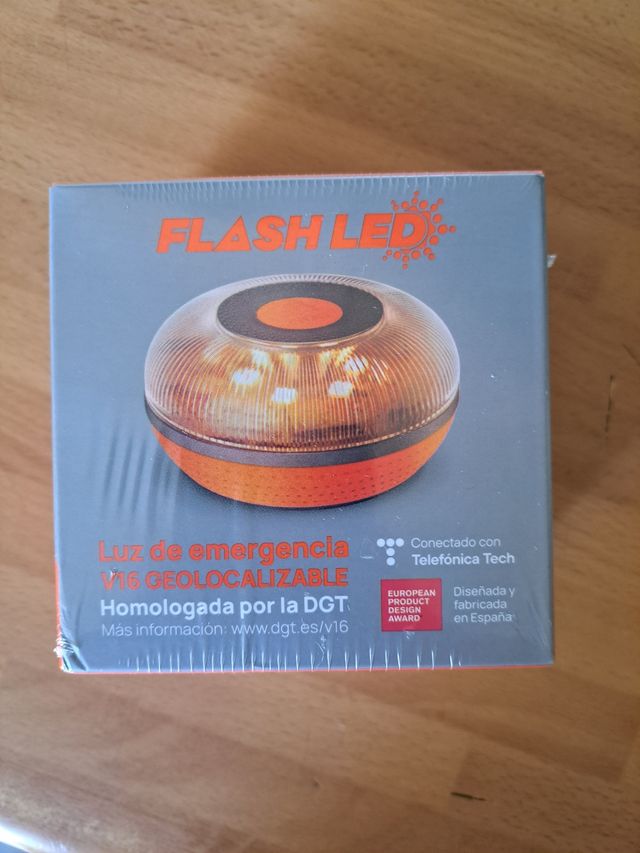 FLASH LED
Luz de emergencia
V16 GEOLOCALIZABLE
Homologada por la DGT
Más información: www.dgt.es/v16
Conectado con
Telefónica Tech
EUROPEAN
PRODUCT
DESIGN
AWARD
Diseñada y
fabricada
en España